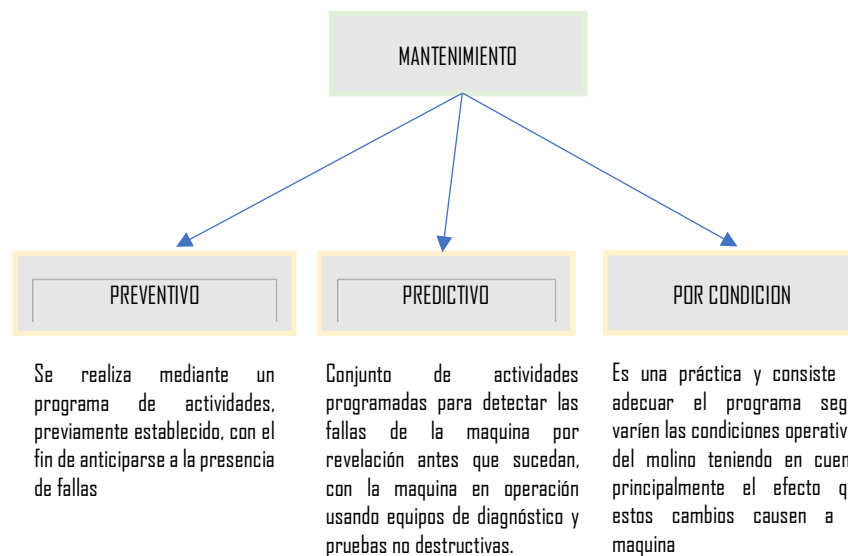 MANTENIMIENTO
PREVENTIVO
PREDICTIVO
POR CONDICION
Se realiza mediante un
programa de actividades,
previamente establecido, con el
fin de anticiparse a la presencia
de fallas
Conjunto de actividades
programadas para detectar las
fallas de la maquina por
revelación antes que sucedan,
con la maquina en operación
usando equipos de diagnóstico y
pruebas no destructivas.
Es una práctica y consiste
adecuar el programa
varíen las condiciones
del molino teniendo en
principalmente el efecto
estos cambios causen a
maquina